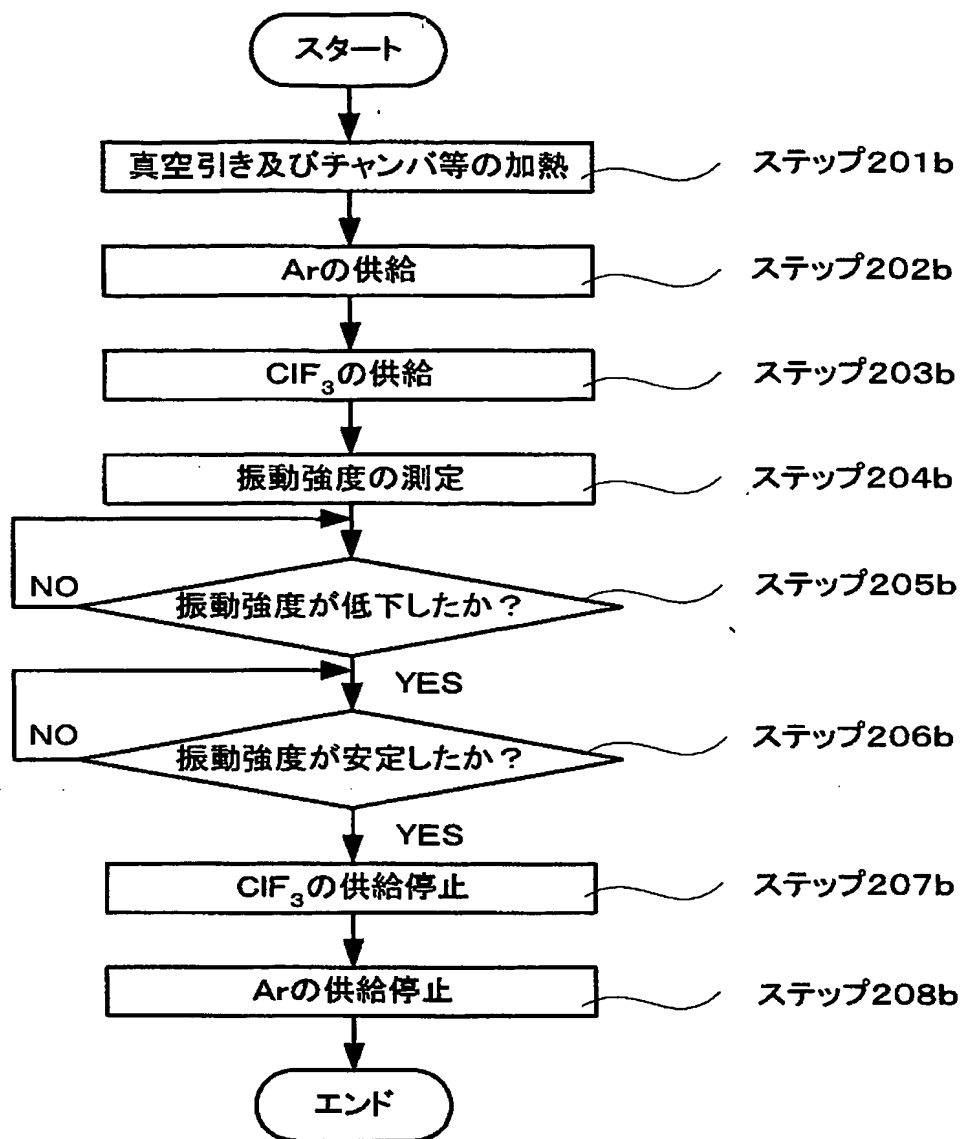 スタート
真空引き及びチャンバ等の加熱
ステップ201b
Arの供給
ステップ202b
ClF₃の供給
ステップ203b
振動強度の測定
ステップ204b
NO
振動強度が低下したか?
ステップ205b
YES
NO
振動強度が安定したか?
ステップ206b
YES
ClF₃の供給停止
ステップ207b
Arの供給停止
ステップ208b
エンド